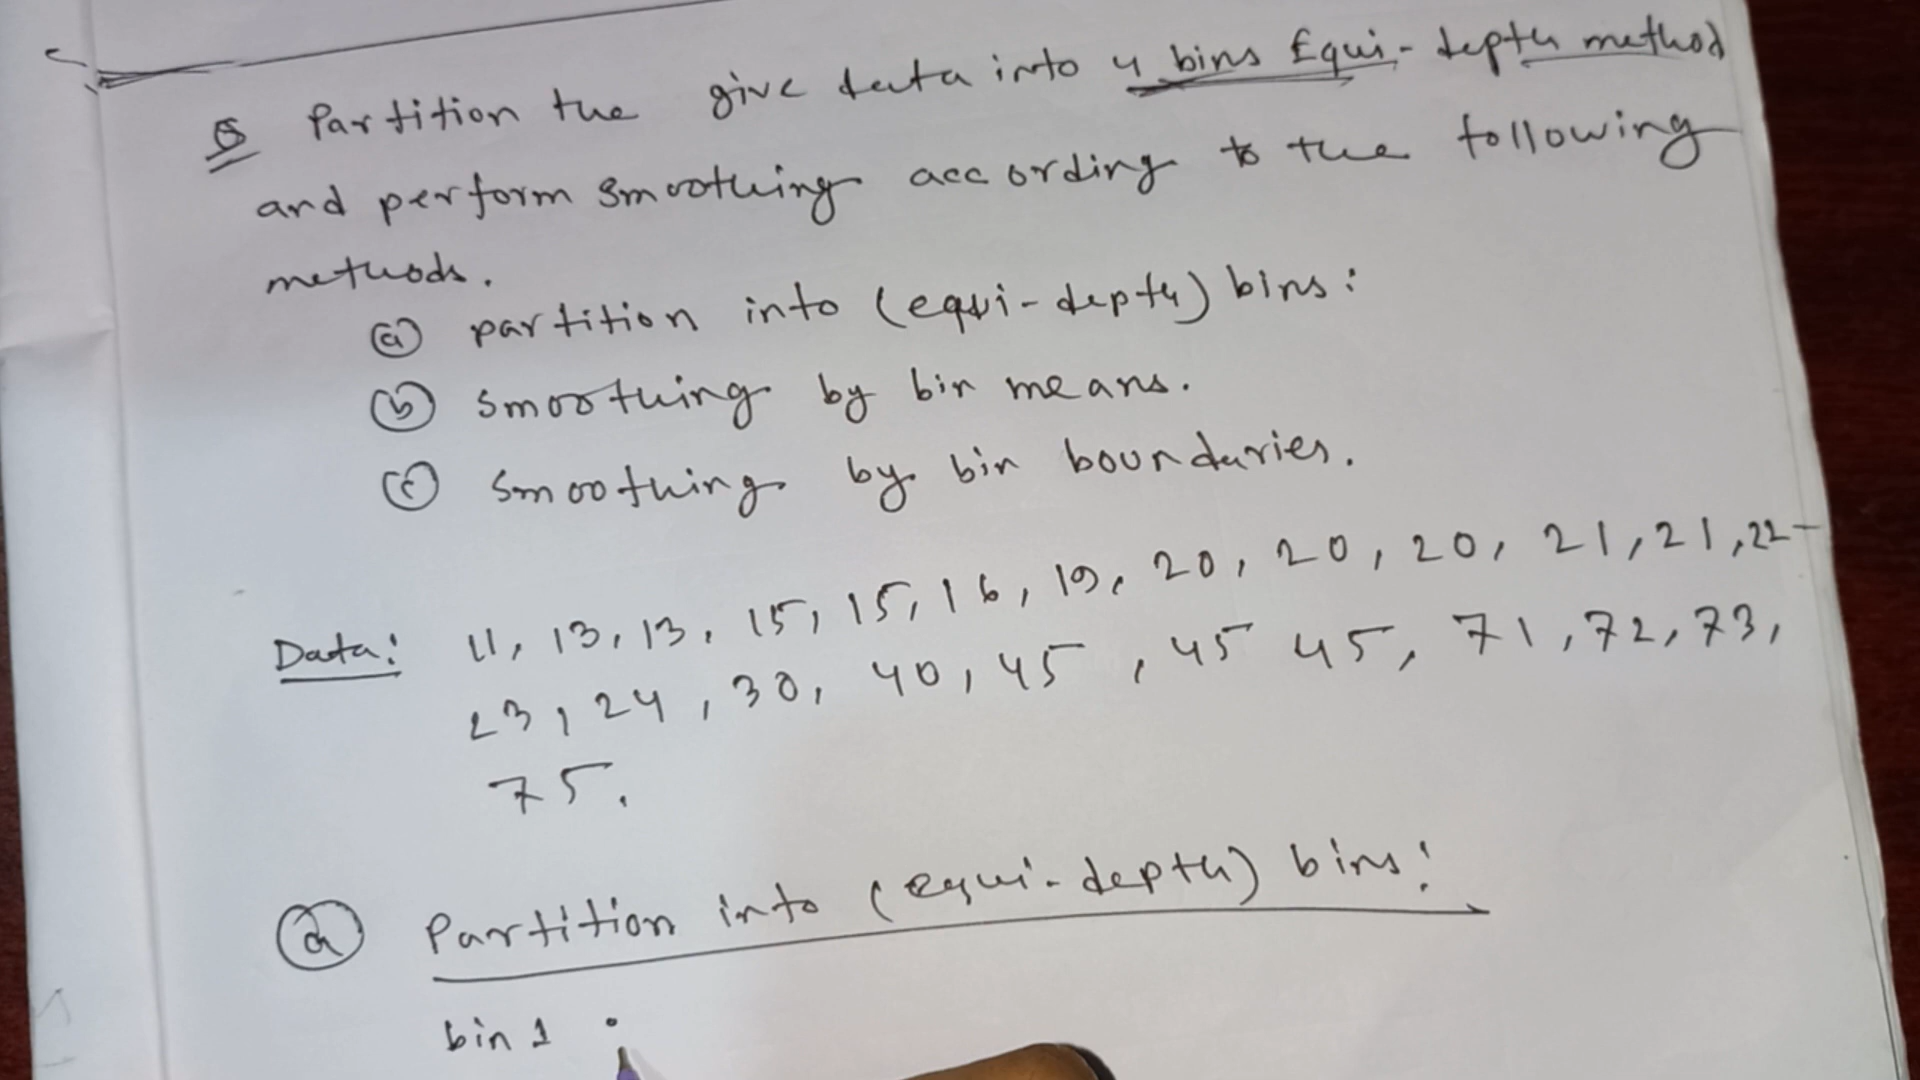 Q Partition the give data into 4 bins Equi-depth method
and perform smoothing according to the following
methods.
(a) partition into (equi-depth) bins:
(b) smoothing by bin means.
(c) smoothing by bin boundaries.
Data: 11, 13, 13, 15, 15, 16, 19, 20, 20, 20, 21, 21, 22
23, 24, 30, 40, 45, 45 45, 71, 72, 73,
75.
(a) Partition into (equi-depth) bins:
bin 1 :